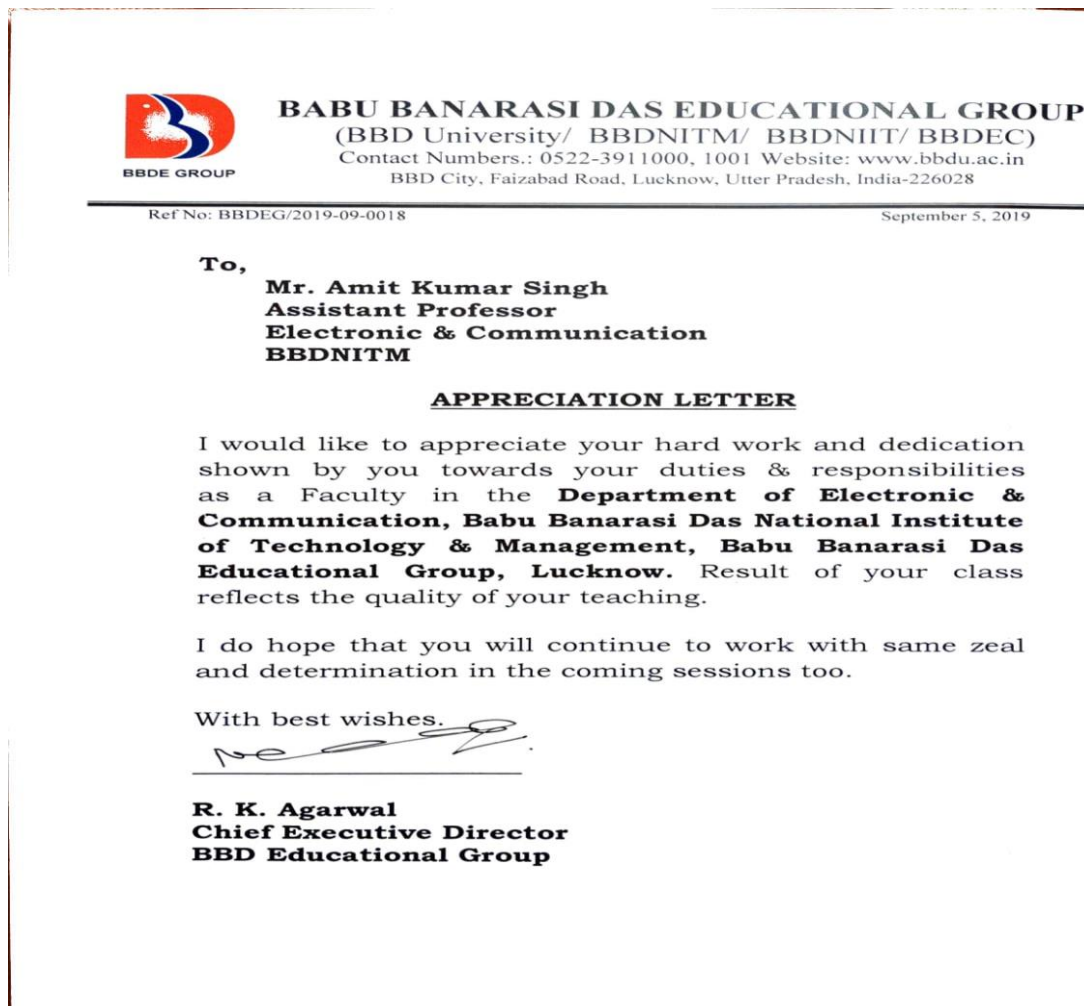 BABU BANARASI DAS EDUCATIONAL GROUP
(BBD University/ BBDNITM/ BBDNIIT/ BBDEC)
Contact Numbers.: 0522-3911000, 1001 Website: www.bbdu.ac.in
BBD City, Faizabad Road, Lucknow, Utter Pradesh, India-226028
BBDE GROUP
Ref No: BBDEG/2019-09-0018 September 5, 2019
To,
Mr. Amit Kumar Singh
Assistant Professor
Electronic & Communication
BBDNITM
APPRECIATION LETTER
I would like to appreciate your hard work and dedication
shown by you towards your duties & responsibilities
as a Faculty in the Department of Electronic &
Communication, Babu Banarasi Das National Institute
of Technology & Management, Babu Banarasi Das
Educational Group, Lucknow. Result of your class
reflects the quality of your teaching.
I do hope that you will continue to work with same zeal
and determination in the coming sessions too.
With best wishes.
R. K. Agarwal
Chief Executive Director
BBD Educational Group